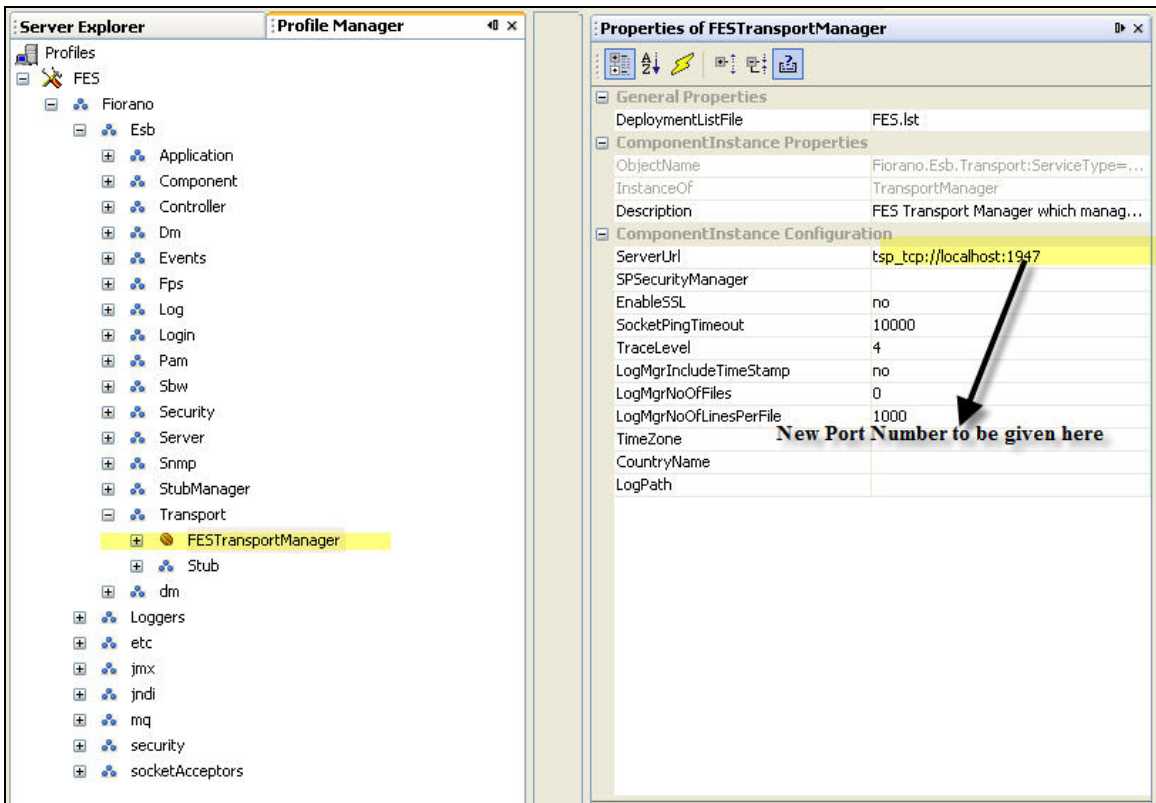 Server Explorer
Profile Manager
Profiles
FES
Fiorano
Esb
Application
Component
Controller
Dm
Events
Fps
Log
Login
Pam
Sbw
Security
Server
Snmp
StubManager
Transport
FESTransportManager
Stub
dm
Loggers
etc
jmx
jndi
mq
security
socketAcceptors
Properties of FESTransportManager
General Properties
DeploymentListFile FES.lst
ComponentInstance Properties
ObjectName Fiorano.Esb.Transport:ServiceType=...
InstanceOf TransportManager
Description FES Transport Manager which manag...
ComponentInstance Configuration
ServerUrl tsp_tcp://localhost:1947
SPSecurityManager
EnableSSL no
SocketPingTimeout 10000
TraceLevel 4
LogMgrIncludeTimeStamp no
LogMgrNoOfFiles 0
LogMgrNoOfLinesPerFile 1000
New Port Number to be given here
TimeZone
CountryName
LogPath